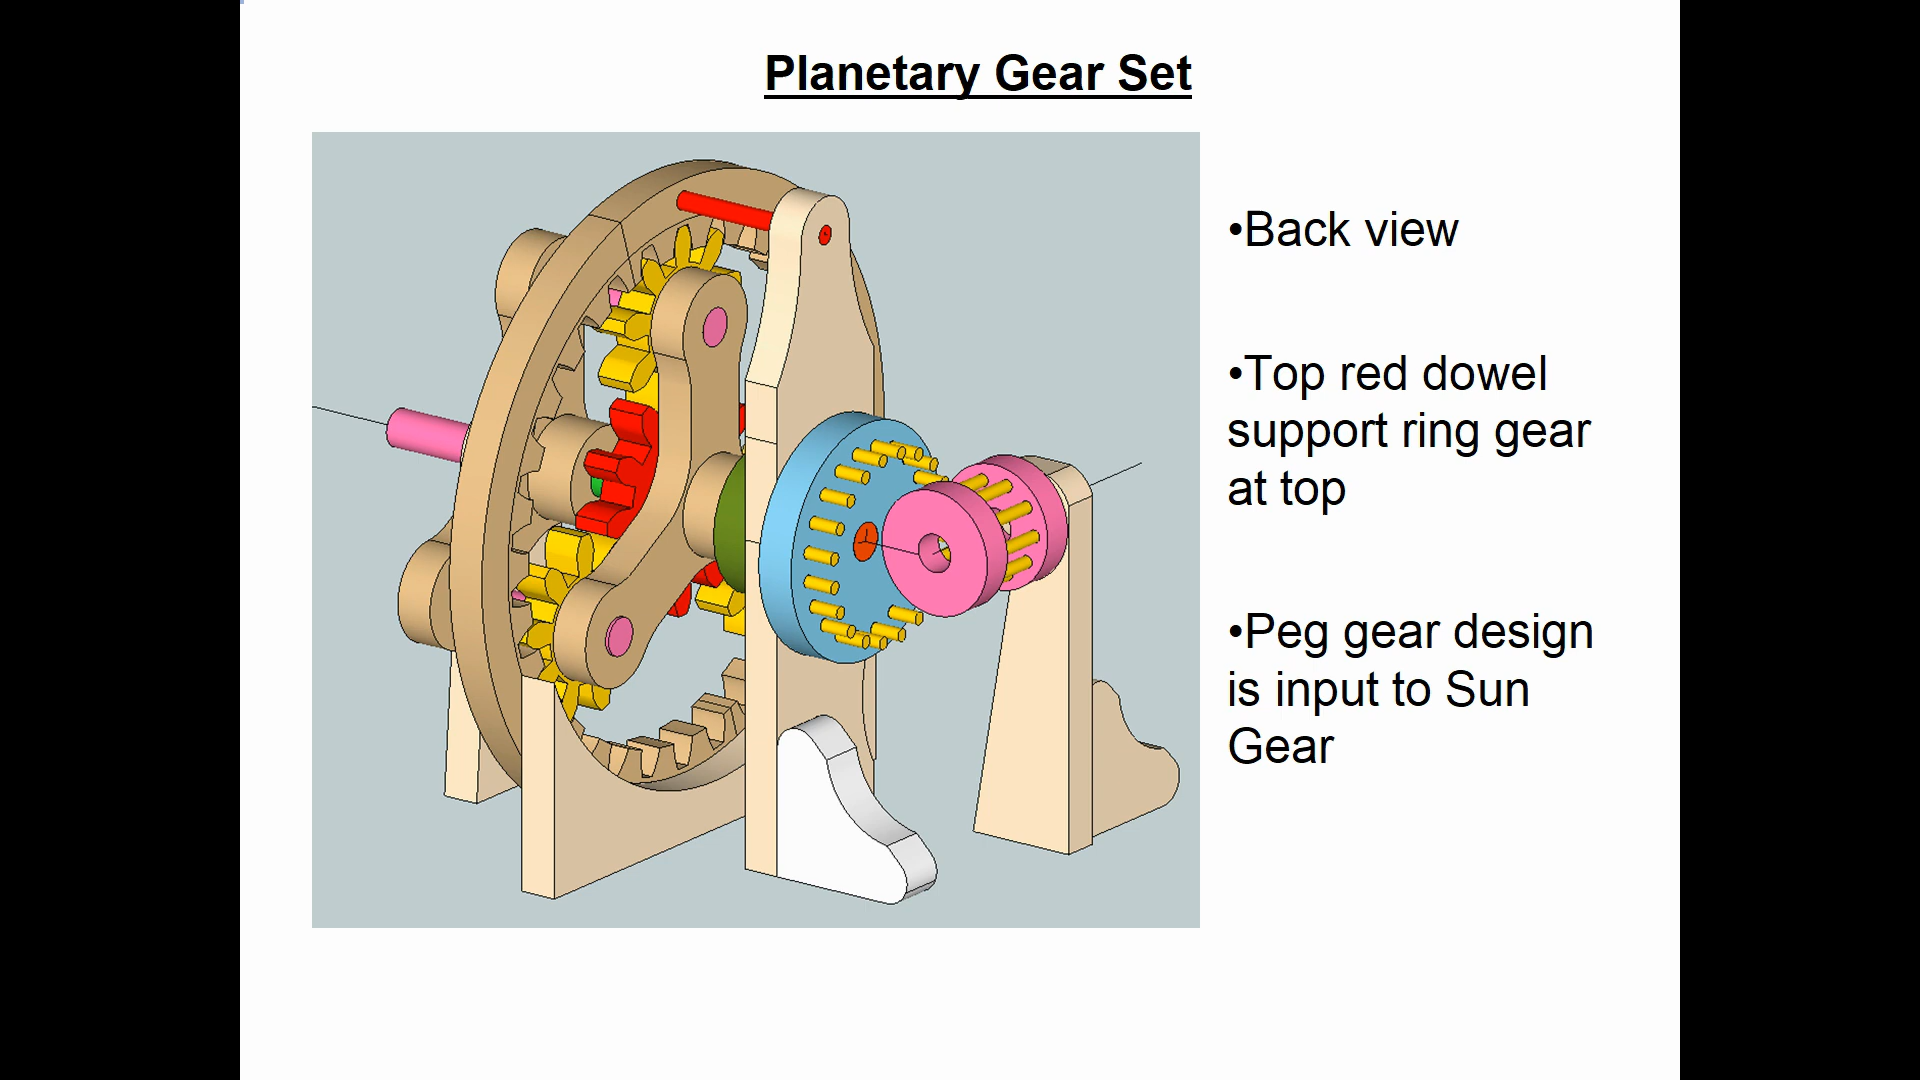 Planetary Gear Set
•Back view
•Top red dowel
support ring gear
at top
•Peg gear design
is input to Sun
Gear